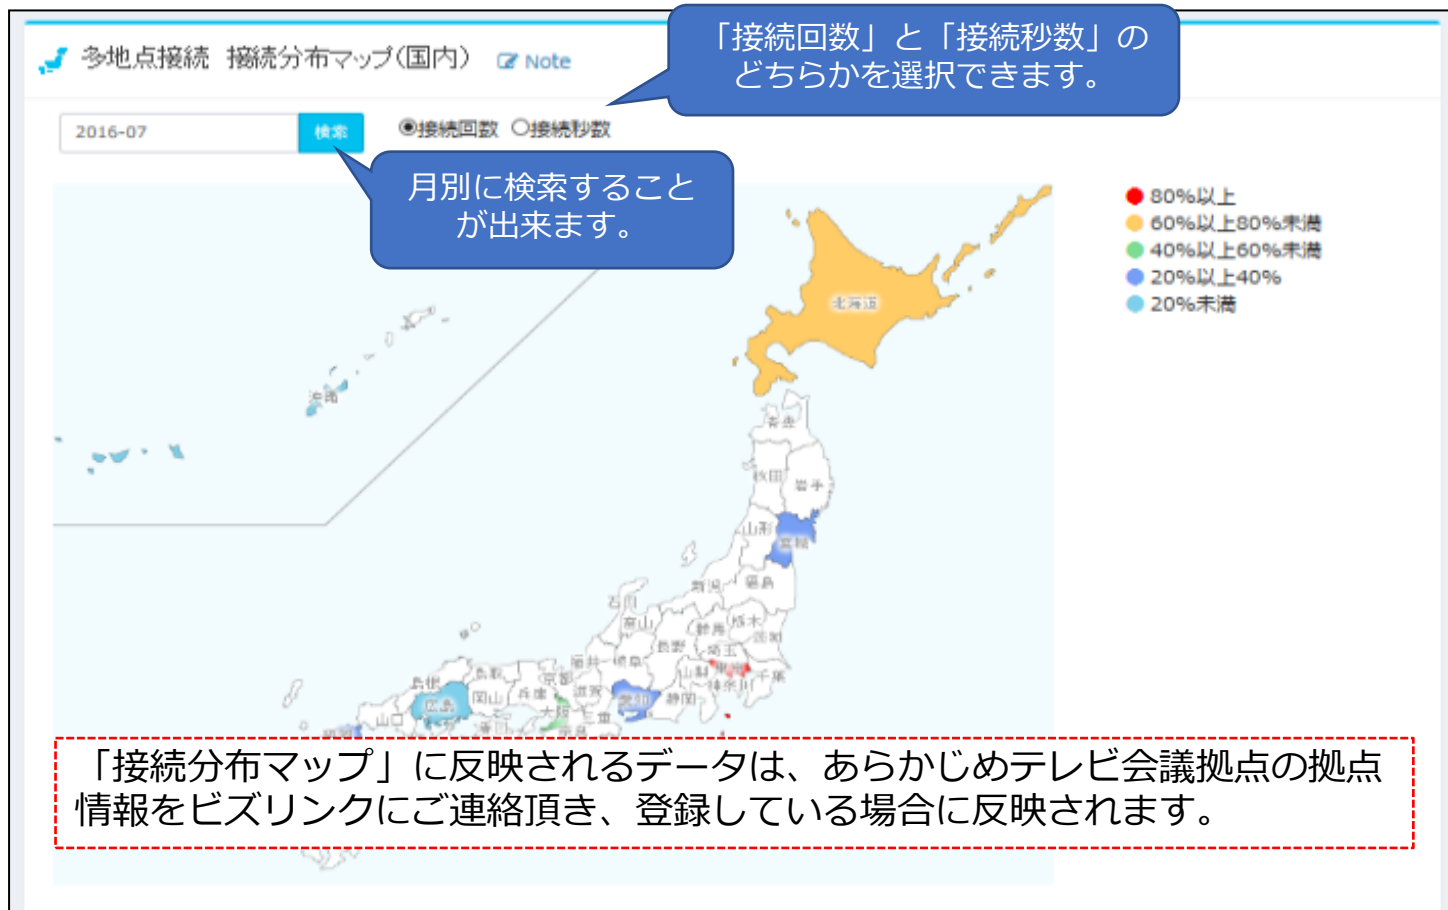 多地点接続 接続分布マップ(国内) Note
「接続回数」と「接続秒数」の
どちらかを選択できます。
2016-07 検索 接続回数 接続秒数
月別に検索すること
が出来ます。
80%以上
60%以上80%未満
40%以上60%未満
20%以上40%
20%未満
北海道
沖縄
青森
秋田
岩手
山形
宮城
新潟
福島
石川
富山
群馬
栃木
茨城
長野
埼玉
福井
岐阜
山梨
東京
千葉
神奈川
島根
鳥取
京都
滋賀
愛知
静岡
広島
岡山
兵庫
大阪
三重
山口
香川
奈良
福岡
「接続分布マップ」に反映されるデータは、あらかじめテレビ会議拠点の拠点
情報をビズリンクにご連絡頂き、登録している場合に反映されます。